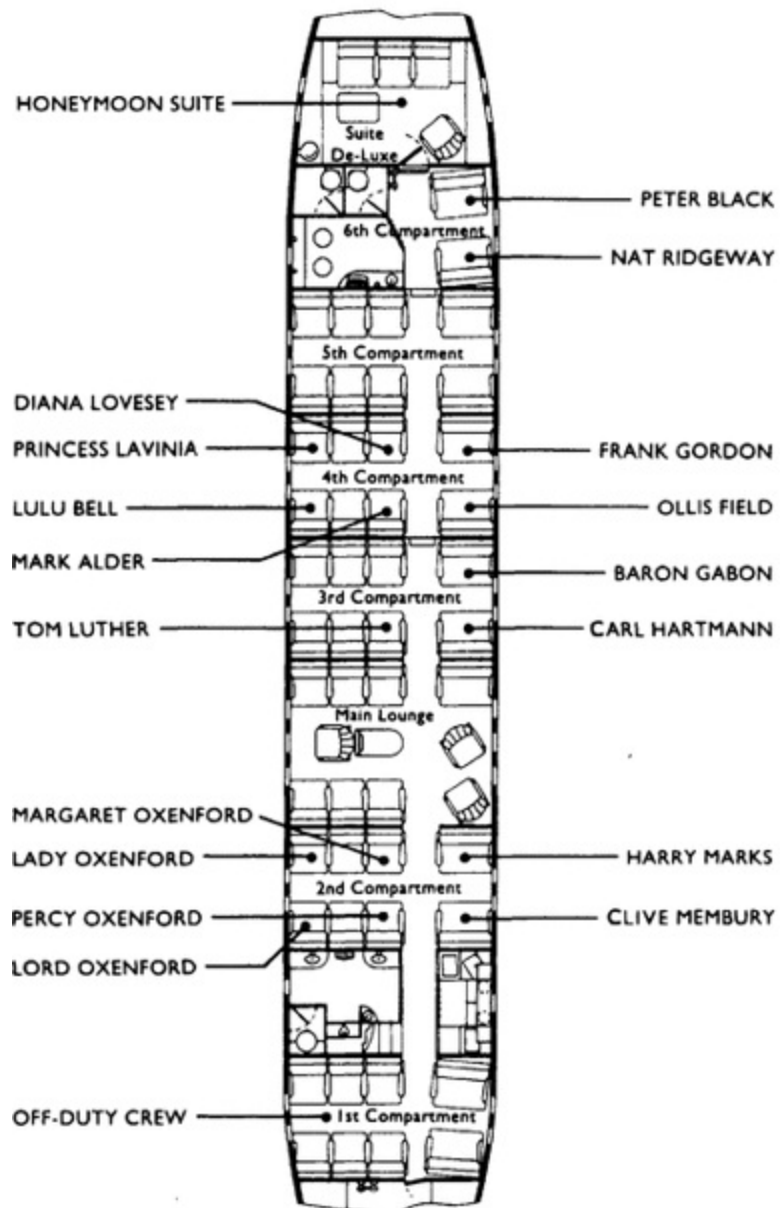 HONEYMOON SUITE
Suite
De-Luxe
PETER BLACK
6th Compartment
NAT RIDGEWAY
5th Compartment
DIANA LOVESEY
PRINCESS LAVINIA
FRANK GORDON
4th Compartment
LULU BELL
OLLIS FIELD
MARK ALDER
BARON GABON
3rd Compartment
TOM LUTHER
CARL HARTMANN
Main Lounge
MARGARET OXENFORD
LADY OXENFORD
HARRY MARKS
2nd Compartment
PERCY OXENFORD
CLIVE MEMBURY
LORD OXENFORD
OFF-DUTY CREW
1st Compartment